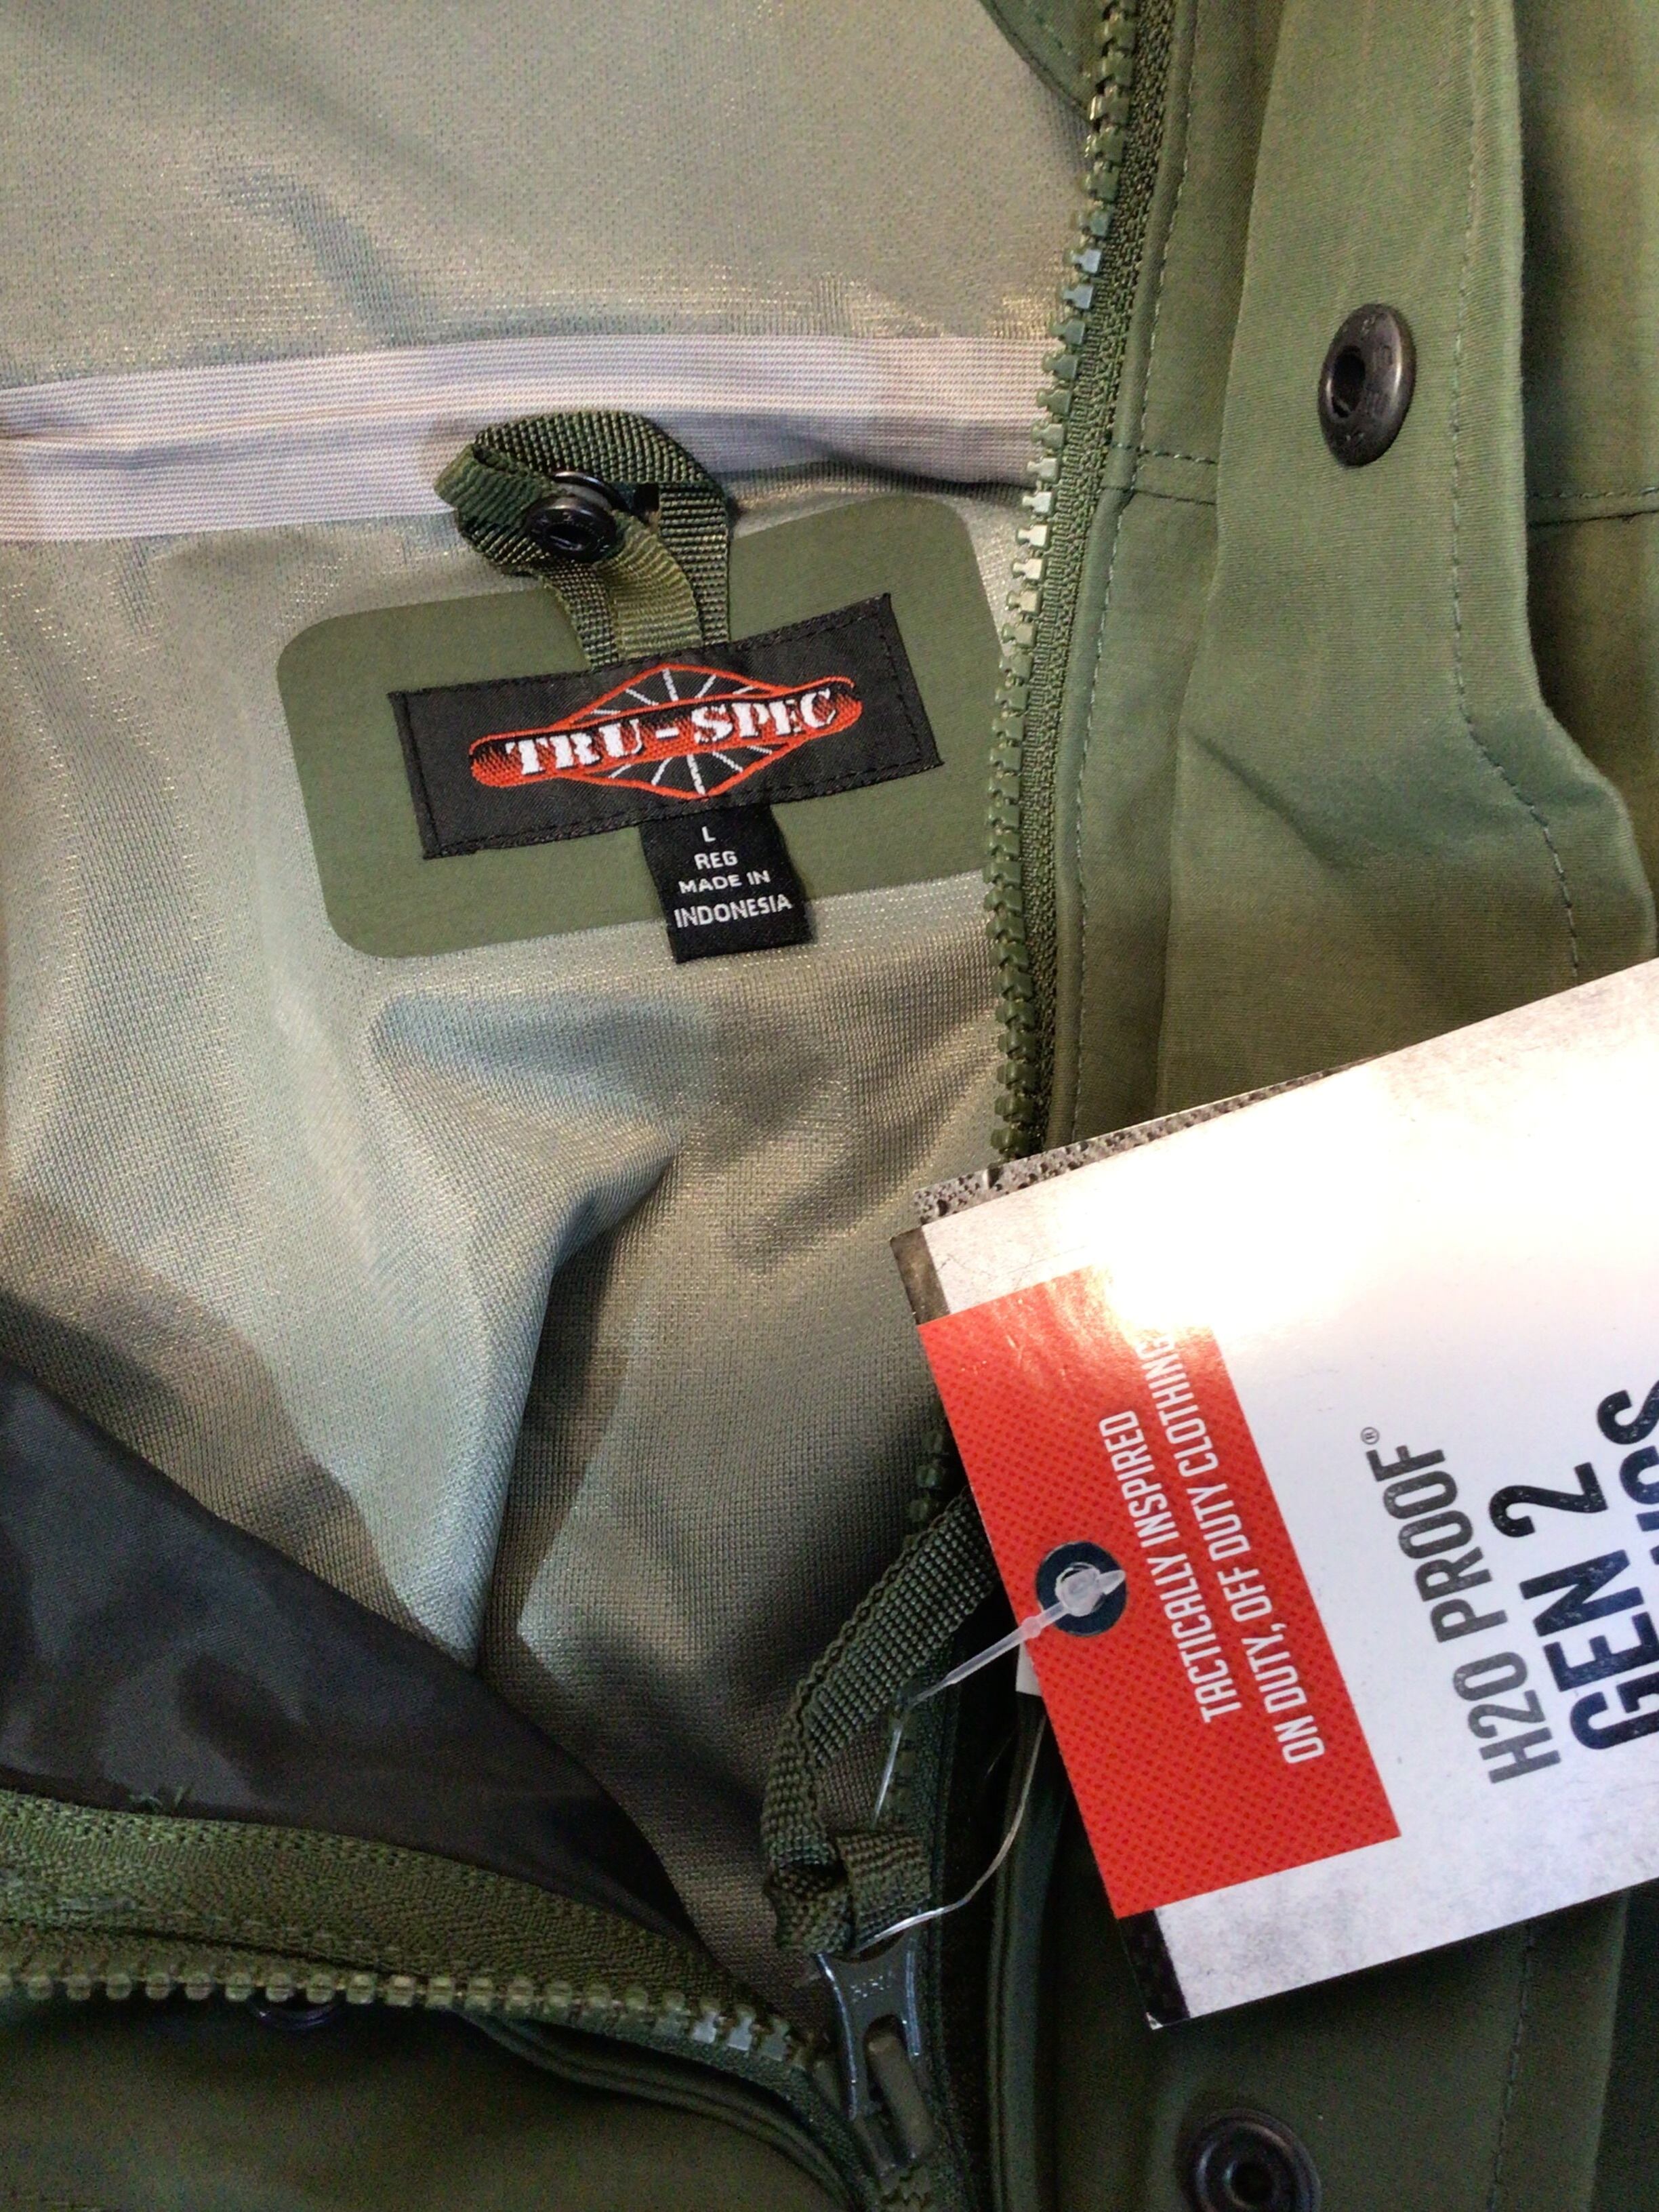 TRU-SPEC
L
REG
MADE IN
INDONESIA
TACTICALLY INSPIRED
ON DUTY, OFF DUTY CLOTHING
H2O PROOF®
GEN 2